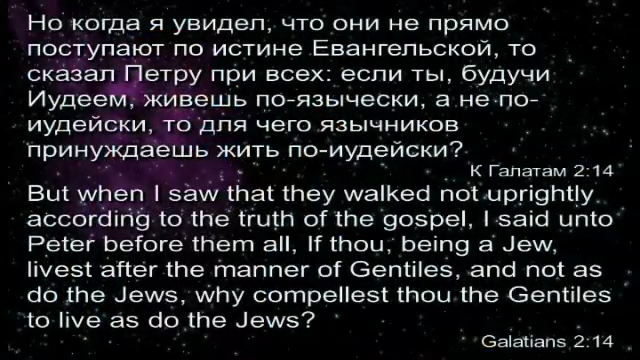 Но когда я увидел, что они не прямо
поступают по истине Евангельской, то
сказал Петру при всех: если ты, будучи
Иудеем, живешь по-язычески, а не по-
иудейски, то для чего язычников
принуждаешь жить по-иудейски?
К Галатам 2:14
But when I saw that they walked not uprightly
according to the truth of the gospel, I said unto
Peter before them all, If thou, being a Jew,
livest after the manner of Gentiles, and not as
do the Jews, why compellest thou the Gentiles
to live as do the Jews?
Galatians 2:14